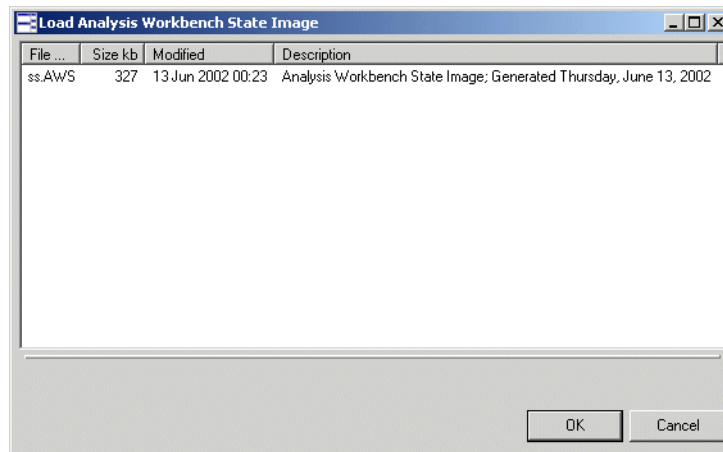 Load Analysis Workbench State Image
File ... Size kb Modified Description
ss.AWS 327 13 Jun 2002 00:23 Analysis Workbench State Image; Generated Thursday, June 13, 2002
OK Cancel